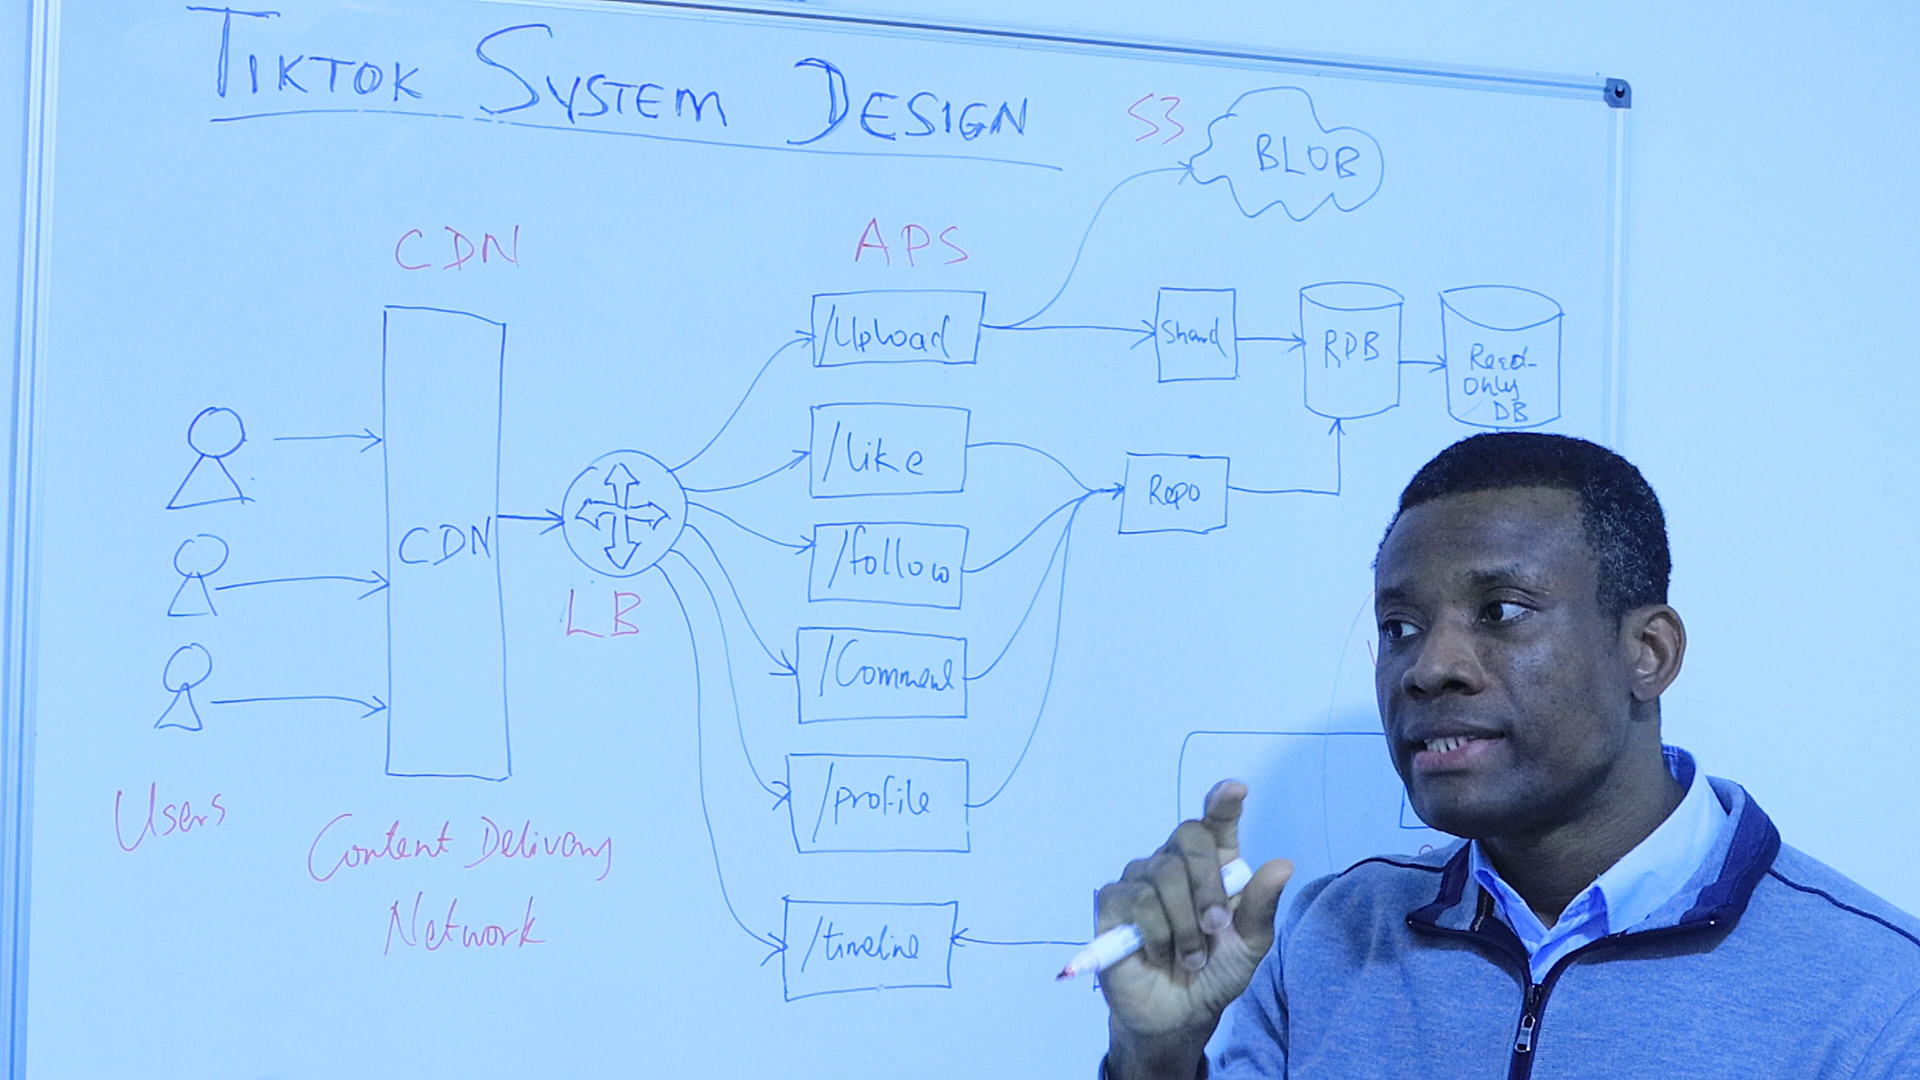 TIKTOK SYSTEM DESIGN
S3
BLOB
CDN
APS
/Upload
Shard
RDB
Read-
Only
DB
/like
Repo
CDN
/follow
LB
/Comment
/profile
Users
Content Delivery
Network
/timeline